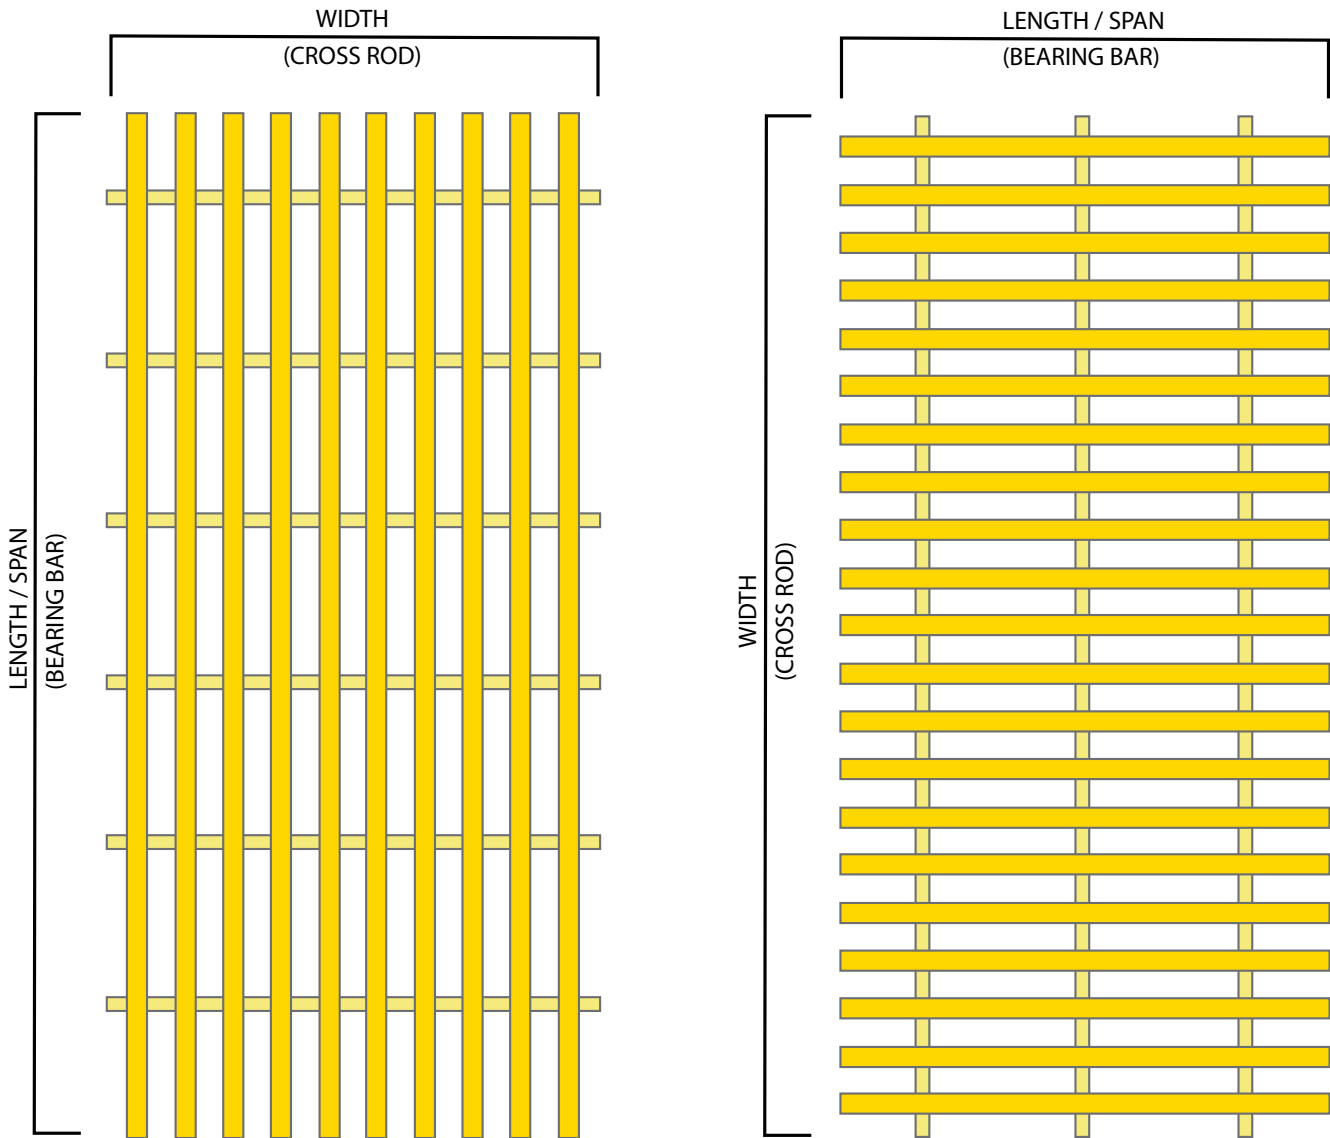 WIDTH
(CROSS ROD)
LENGTH / SPAN
(BEARING BAR)
LENGTH / SPAN
(BEARING BAR)
WIDTH
(CROSS ROD)